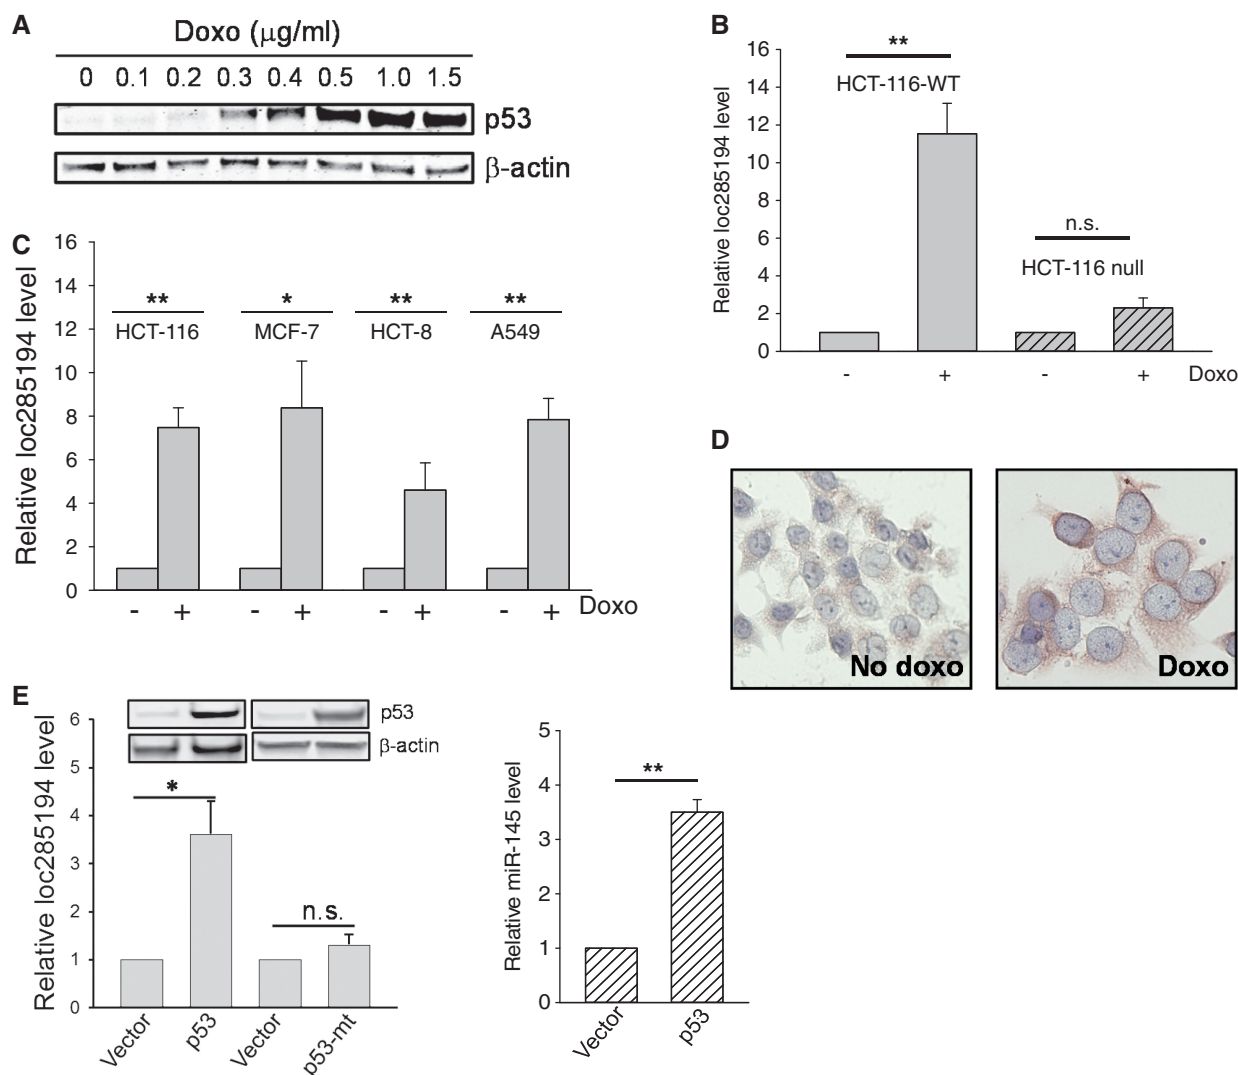 A
Doxo (μg/ml)
0 0.1 0.2 0.3 0.4 0.5 1.0 1.5
p53
β-actin
B
Relative loc285194 level
16
14
12
10
8
6
4
2
0
**
HCT-116-WT
n.s.
HCT-116 null
- + - + Doxo
C
Relative loc285194 level
16
14
12
10
8
6
4
2
0
** * ** **
HCT-116 MCF-7 HCT-8 A549
- + - + - + - + Doxo
D
No doxo
Doxo
E
Relative loc285194 level
6
5
4
3
2
1
0
p53
β-actin
*
n.s.
Vector p53 Vector p53-mt
Relative miR-145 level
5
4
3
2
1
0
**
Vector p53